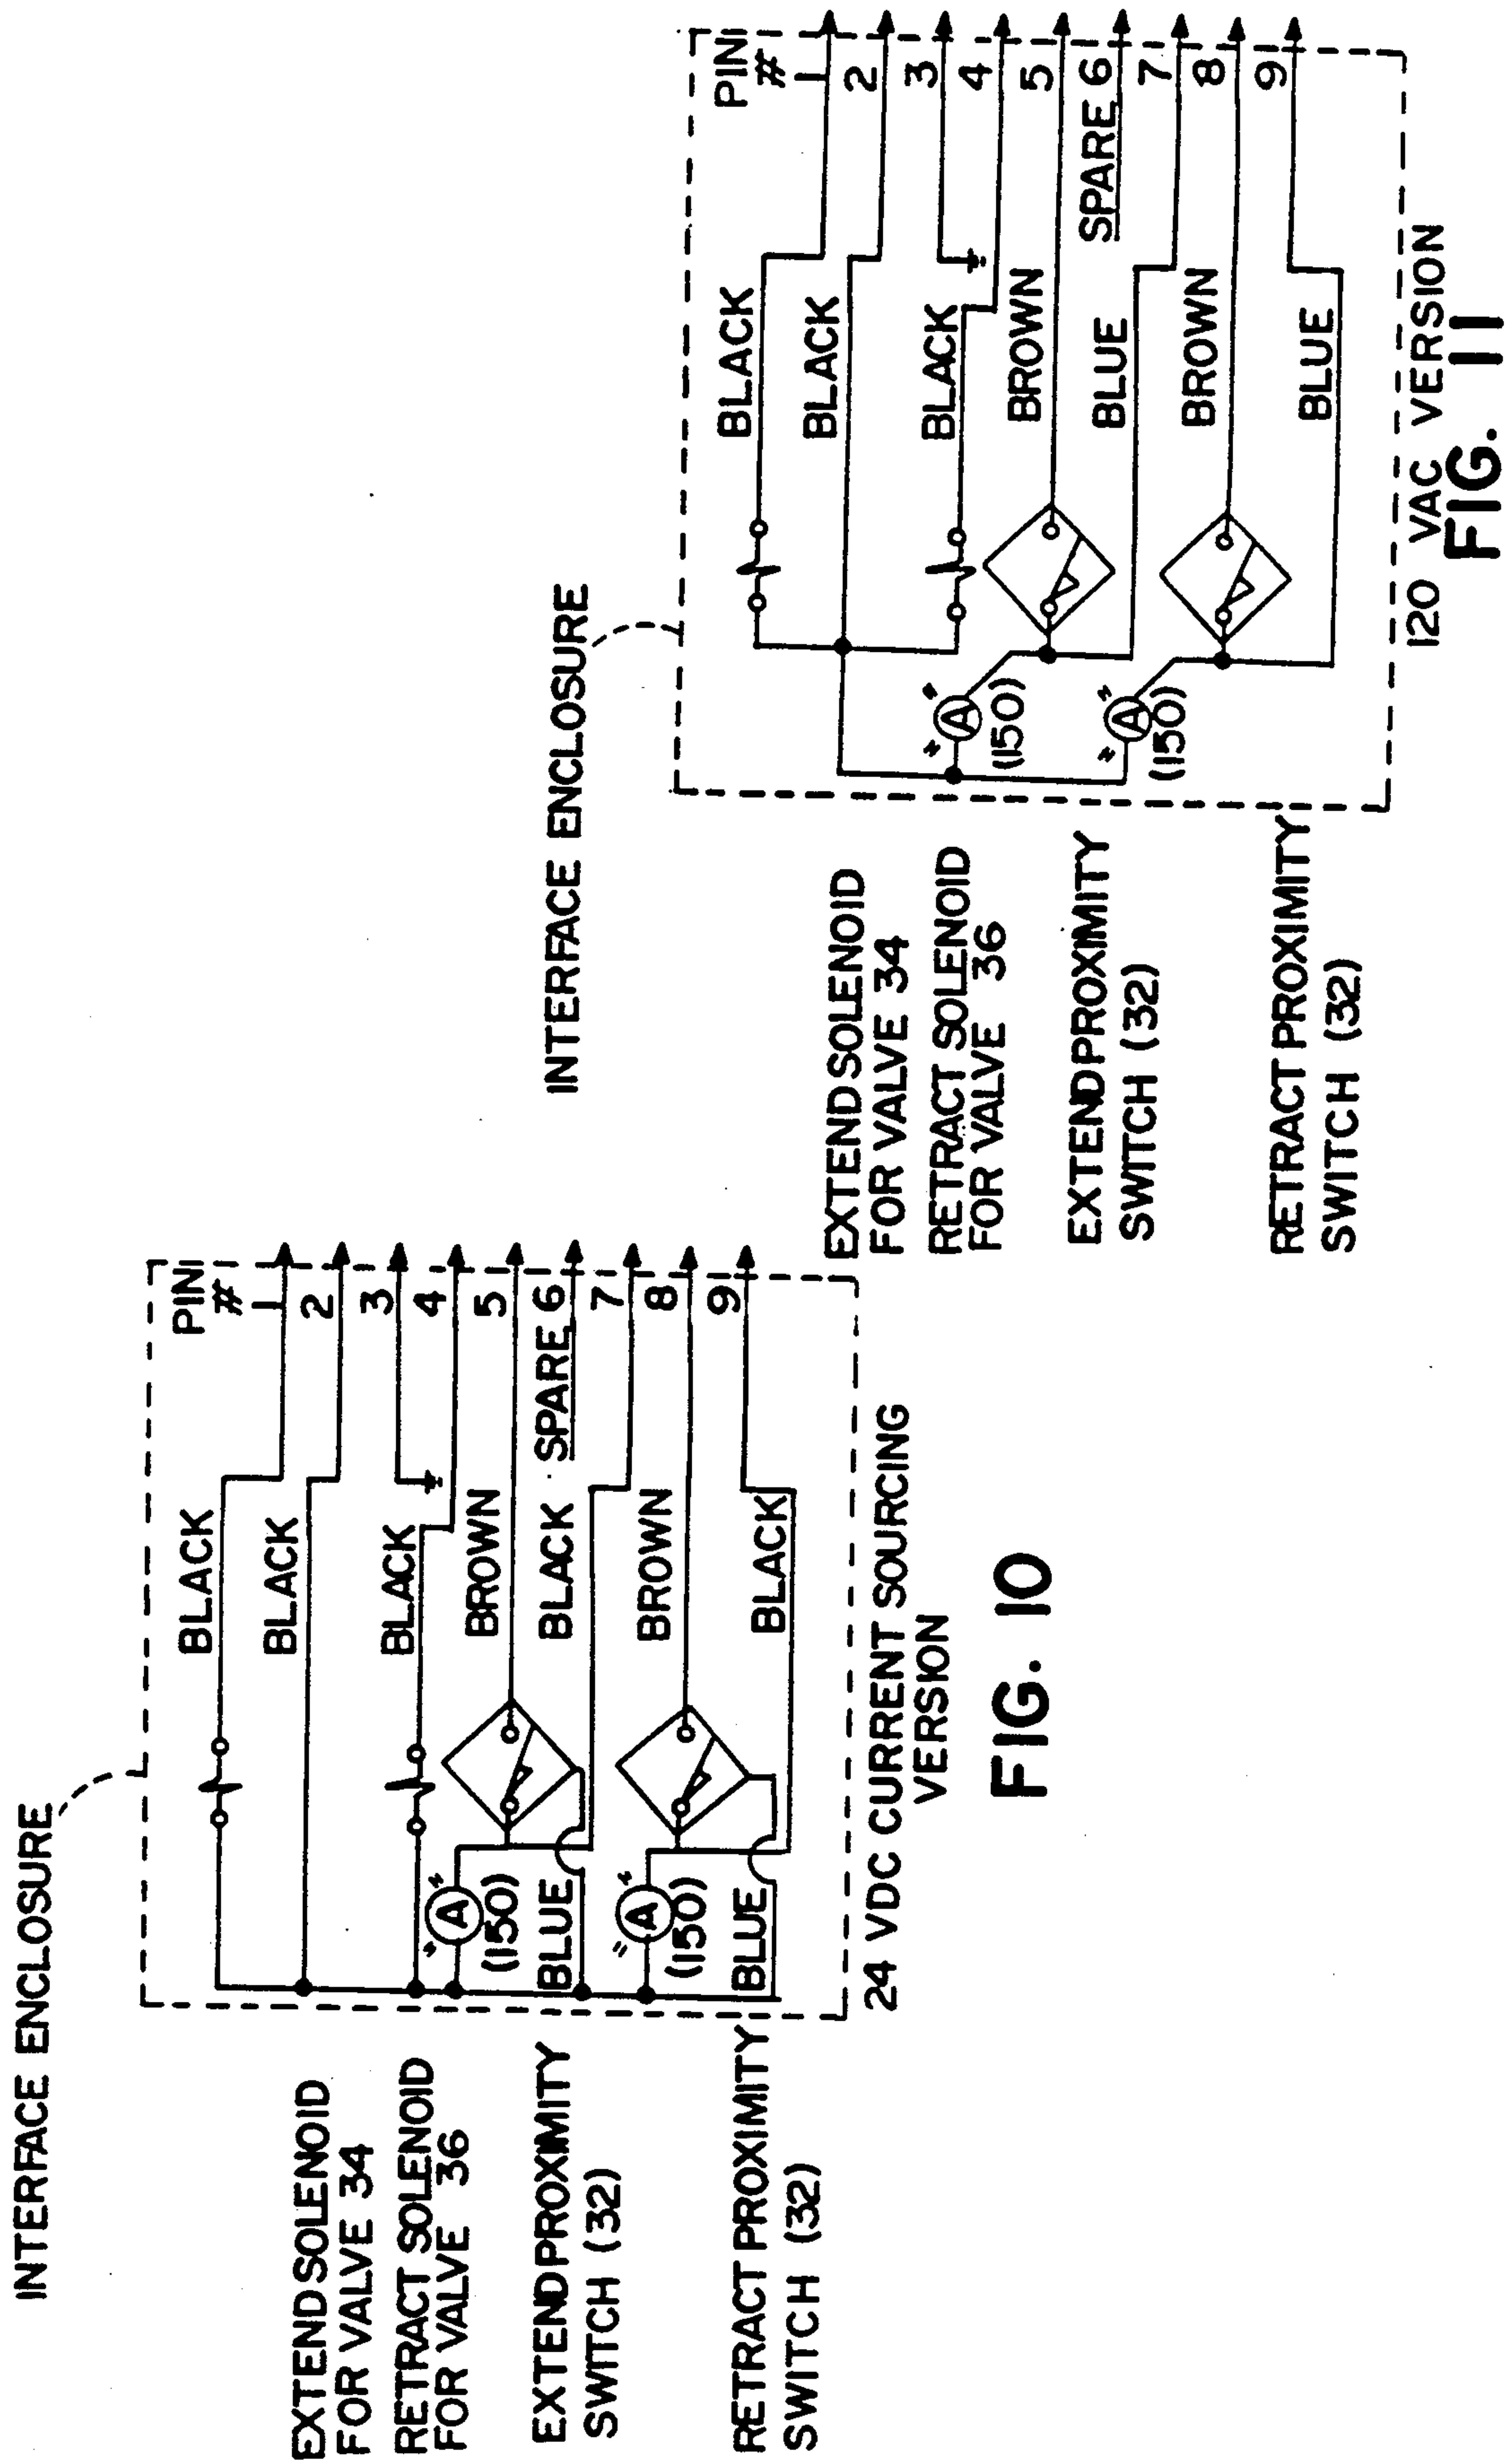 INTERFACE ENCLOSURE
EXTEND SOLENOID
FOR VALVE 34
RETRACT SOLENOID
FOR VALVE 36
EXTEND PROXIMITY
SWITCH (32)
RETRACT PROXIMITY
SWITCH (32)
PIN
#
1
2
3
4
5
SPARE 6
7
8
9
BLACK
BLACK
BLACK
BROWN
BLACK
BROWN
BLACK
A
(150)
BLUE
A
(150)
BLUE
24 VDC CURRENT SOURCING
VERSION
FIG. 10
INTERFACE ENCLOSURE
EXTEND SOLENOID
FOR VALVE 34
RETRACT SOLENOID
FOR VALVE 36
EXTEND PROXIMITY
SWITCH (32)
RETRACT PROXIMITY
SWITCH (32)
PIN
#
1
2
3
4
5
SPARE 6
7
8
9
BLACK
BLACK
BLACK
BROWN
BLUE
BROWN
BLUE
A
(150)
A
(150)
120 VAC VERSION
FIG. 11